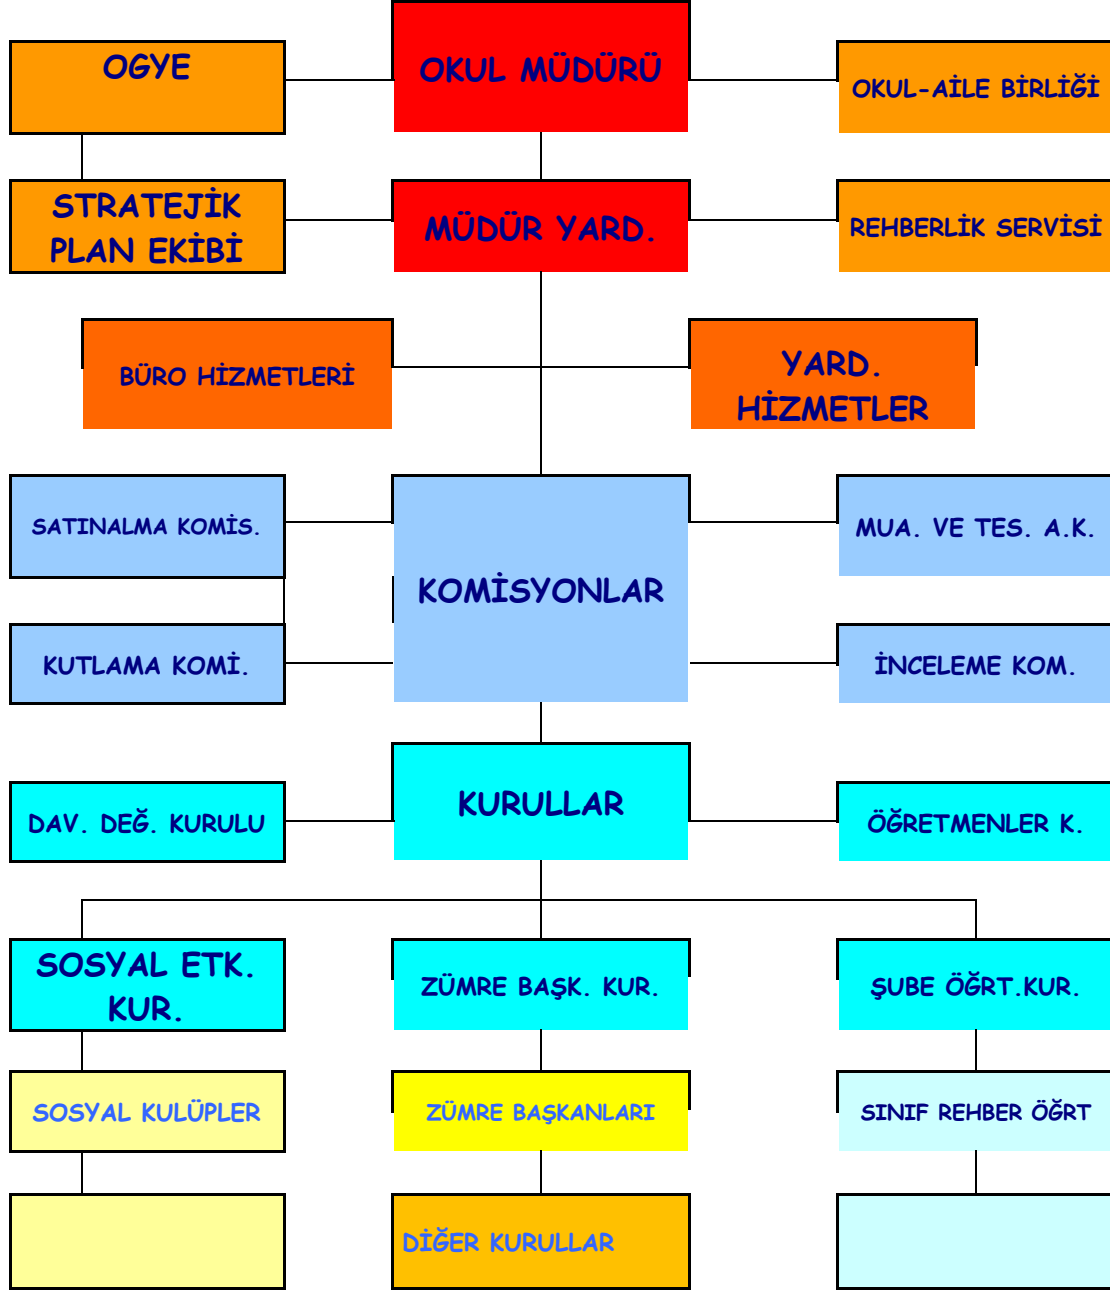 OGYE
OKUL MÜDÜRÜ
OKUL-AİLE BİRLİĞİ
STRATEJİK
PLAN EKİBİ
MÜDÜR YARD.
REHBERLİK SERVİSİ
BÜRO HİZMETLERİ
YARD.
HİZMETLER
SATINALMA KOMİS.
KOMİSYONLAR
MUA. VE TES. A.K.
KUTLAMA KOMİ.
İNCELEME KOM.
DAV. DEĞ. KURULU
KURULLAR
ÖĞRETMENLER K.
SOSYAL ETK.
KUR.
ZÜMRE BAŞK. KUR.
ŞUBE ÖĞRT.KUR.
SOSYAL KULÜPLER
ZÜMRE BAŞKANLARI
SINIF REHBER ÖĞRT
DİĞER KURULLAR